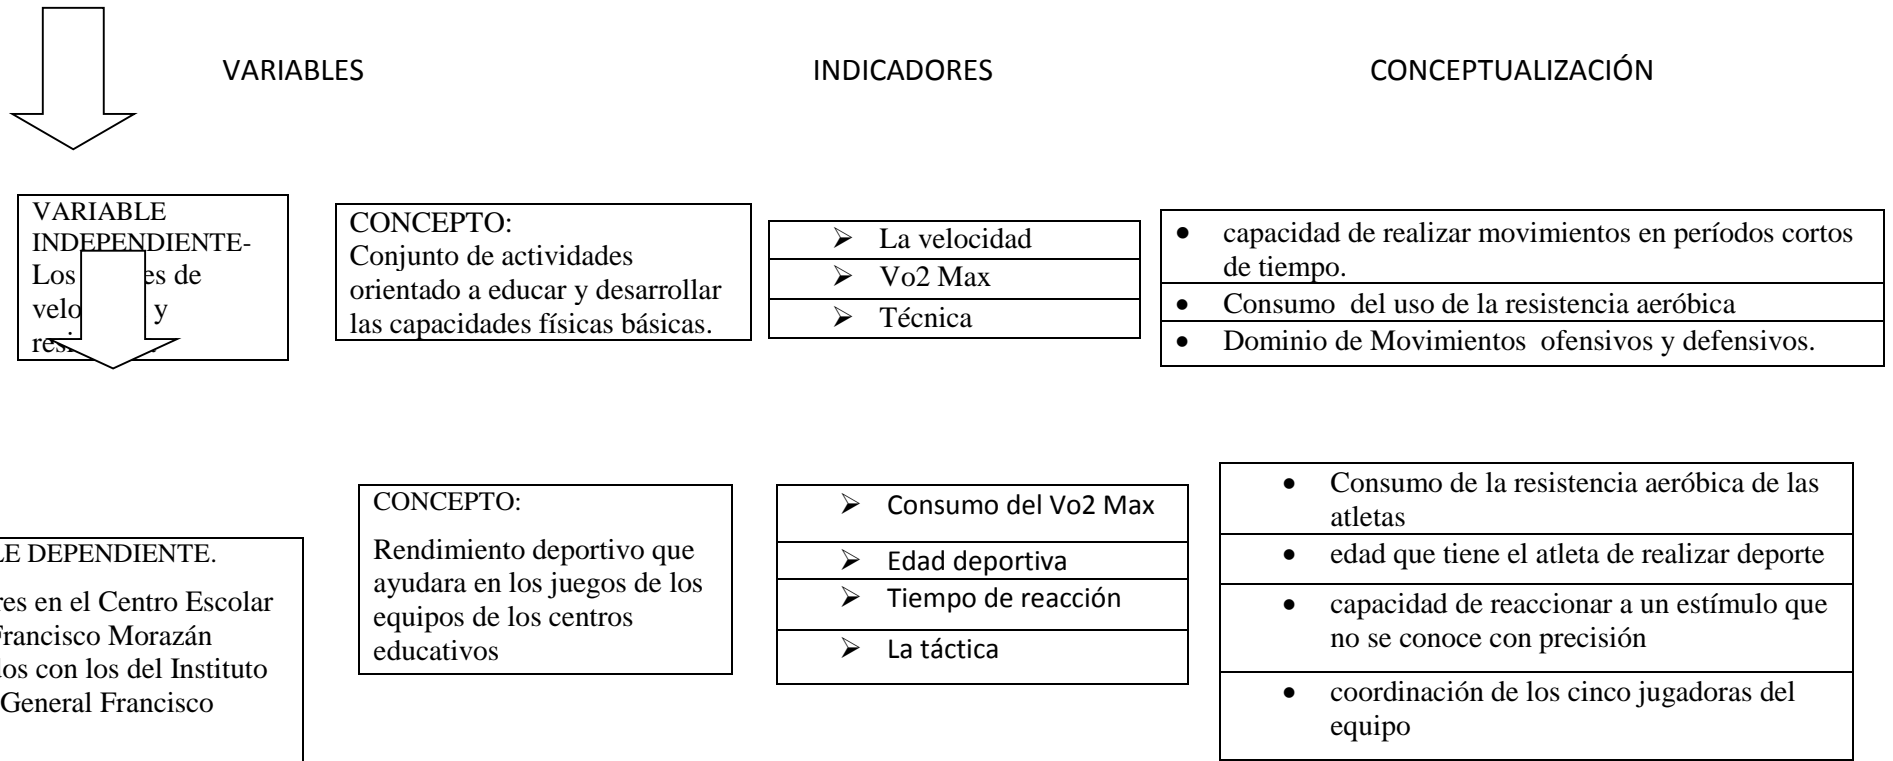 VARIABLES
INDICADORES
CONCEPTUALIZACIÓN
VARIABLE
INDEPENDIENTE-
Los es de
velo y
CONCEPTO:
Conjunto de actividades
orientado a educar y desarrollar
las capacidades físicas básicas.
➢ La velocidad
➢ Vo2 Max
➢ Técnica
• capacidad de realizar movimientos en períodos cortos
de tiempo.
• Consumo del uso de la resistencia aeróbica
• Dominio de Movimientos ofensivos y defensivos.
LE DEPENDIENTE.
res en el Centro Escolar
Francisco Morazán
los con los del Instituto
General Francisco
CONCEPTO:
Rendimiento deportivo que
ayudara en los juegos de los
equipos de los centros
educativos
➢ Consumo del Vo2 Max
➢ Edad deportiva
➢ Tiempo de reacción
➢ La táctica
• Consumo de la resistencia aeróbica de las
atletas
• edad que tiene el atleta de realizar deporte
• capacidad de reaccionar a un estímulo que
no se conoce con precisión
• coordinación de los cinco jugadoras del
equipo